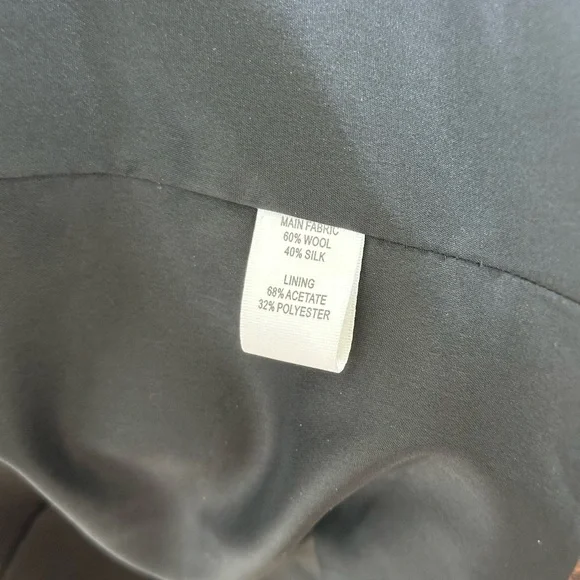 MAIN FABRIC
60% WOOL
40% SILK
LINING
68% ACETATE
32% POLYESTER